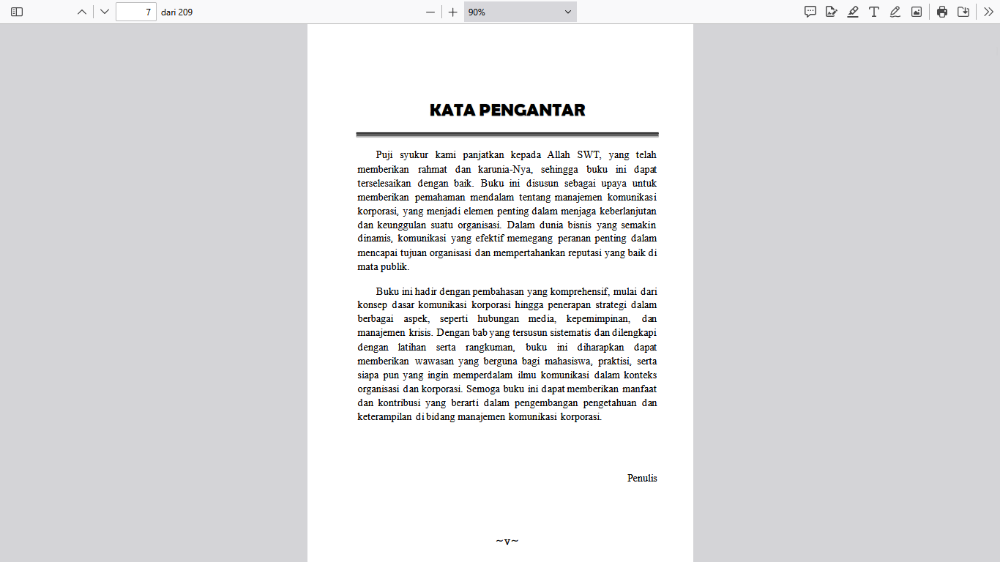 7 dari 209
90%
KATA PENGANTAR
Puji syukur kami panjatkan kepada Allah SWT, yang telah
memberikan rahmat dan karunia-Nya, sehingga buku ini dapat
terselesaikan dengan baik. Buku ini disusun sebagai upaya untuk
memberikan pemahaman mendalam tentang manajemen komunikasi
korporasi, yang menjadi elemen penting dalam menjaga keberlanjutan
dan keunggulan suatu organisasi. Dalam dunia bisnis yang semakin
dinamis, komunikasi yang efektif memegang peranan penting dalam
mencapai tujuan organisasi dan mempertahankan reputasi yang baik di
mata publik.
Buku ini hadir dengan pembahasan yang komprehensif, mulai dari
konsep dasar komunikasi korporasi hingga penerapan strategi dalam
berbagai aspek, seperti hubungan media, kepemimpinan, dan
manajemen krisis. Dengan bab yang tersusun sistematis dan dilengkapi
dengan latihan serta rangkuman, buku ini diharapkan dapat
memberikan wawasan yang berguna bagi mahasiswa, praktisi, serta
siapa pun yang ingin memperdalam ilmu komunikasi dalam konteks
organisasi dan korporasi. Semoga buku ini dapat memberikan manfaat
dan kontribusi yang berarti dalam pengembangan pengetahuan dan
keterampilan di bidang manajemen komunikasi korporasi.
Penulis
~v~